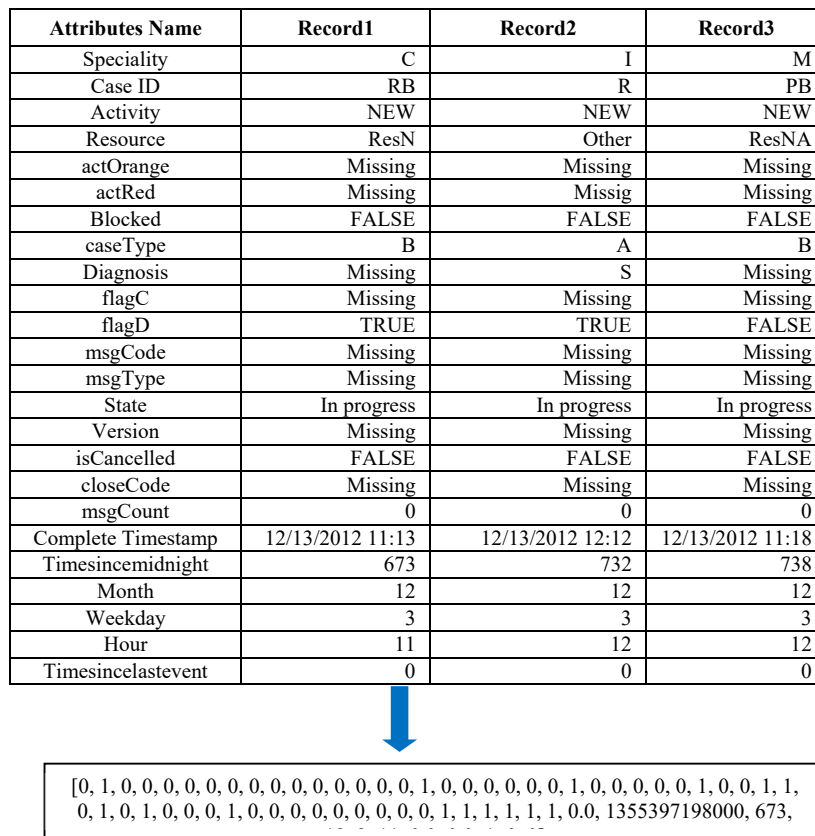 Attributes Name Record1 Record2 Record3
Speciality C I M
Case ID RB R PB
Activity NEW NEW NEW
Resource ResN Other ResNA
actOrange Missing Missing Missing
actRed Missing Missig Missing
Blocked FALSE FALSE FALSE
caseType B A B
Diagnosis Missing S Missing
flagC Missing Missing Missing
flagD TRUE TRUE FALSE
msgCode Missing Missing Missing
msgType Missing Missing Missing
State In progress In progress In progress
Version Missing Missing Missing
isCancelled FALSE FALSE FALSE
closeCode Missing Missing Missing
msgCount 0 0 0
Complete Timestamp 12/13/2012 11:13 12/13/2012 12:12 12/13/2012 11:18
Timesincemidnight 673 732 738
Month 12 12 12
Weekday 3 3 3
Hour 11 12 12
Timesincelastevent 0 0 0
[0, 1, 0, 0, 0, 0, 0, 0, 0, 0, 0, 0, 0, 0, 0, 0, 1, 0, 0, 0, 0, 0, 0, 1, 0, 0, 0, 0, 0, 1, 0, 0, 1, 1,
0, 1, 0, 1, 0, 0, 0, 1, 0, 0, 0, 0, 0, 0, 0, 0, 0, 1, 1, 1, 1, 1, 1, 0.0, 1355397198000, 673,